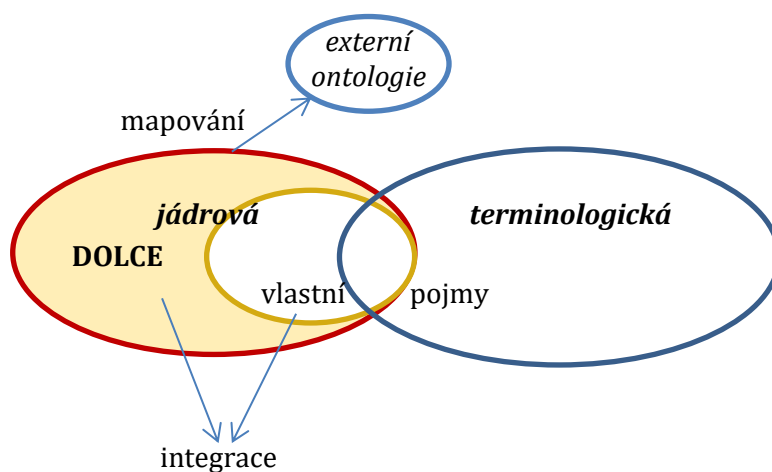 externí
ontologie
mapování
jádrová
terminologická
DOLCE
vlastní
pojmy
integrace